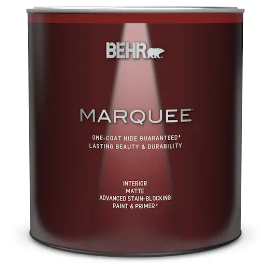 BEHR
MARQUEE
ONE-COAT HIDE GUARANTEED*
LASTING BEAUTY & DURABILITY
INTERIOR
MATTE
ADVANCED STAIN-BLOCKING
PAINT & PRIMER*